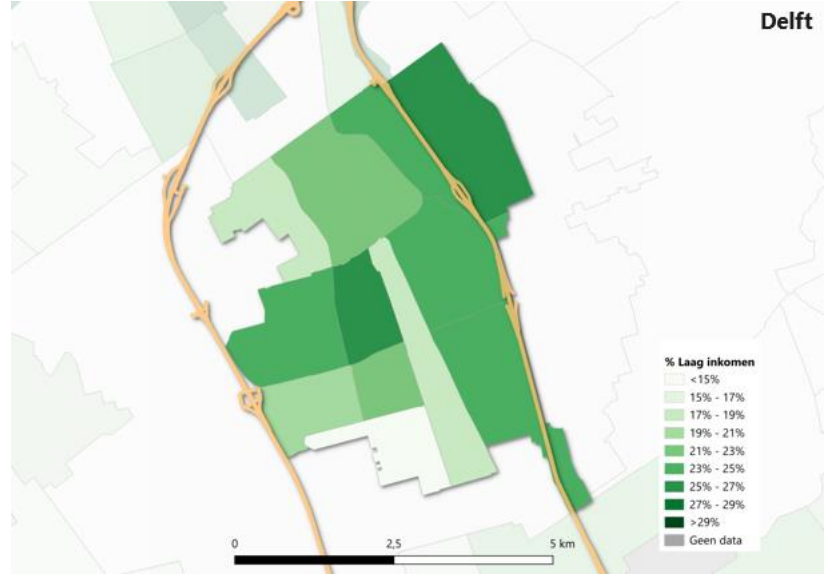 Delft
% Laag inkomen
<15%
15% - 17%
17% - 19%
19% - 21%
21% - 23%
23% - 25%
25% - 27%
27% - 29%
>29%
Geen data
0 2,5 5 km